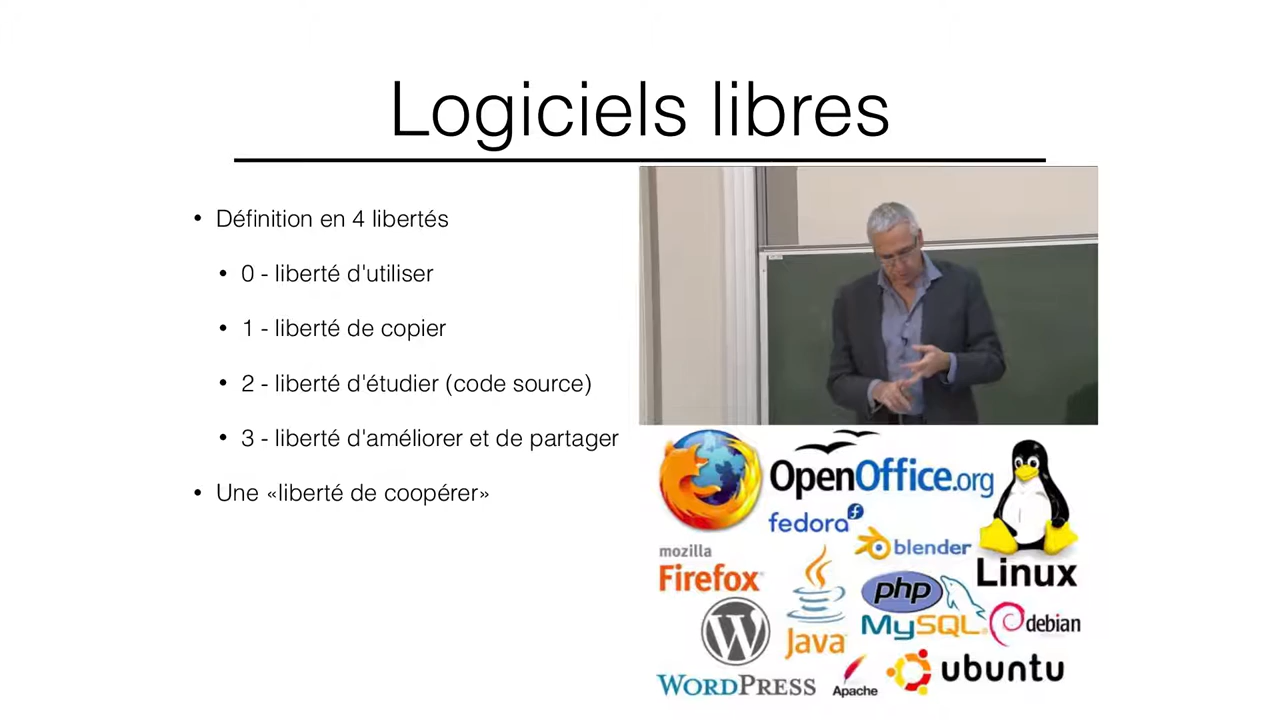 Logiciels libres
• Définition en 4 libertés
• 0 - liberté d'utiliser
• 1 - liberté de copier
• 2 - liberté d'étudier (code source)
• 3 - liberté d'améliorer et de partager
• Une «liberté de coopérer»
OpenOffice.org
fedora
blender
mozilla
Firefox
Linux
php
Java
MySQL
debian
WORDPRESS
Apache
ubuntu